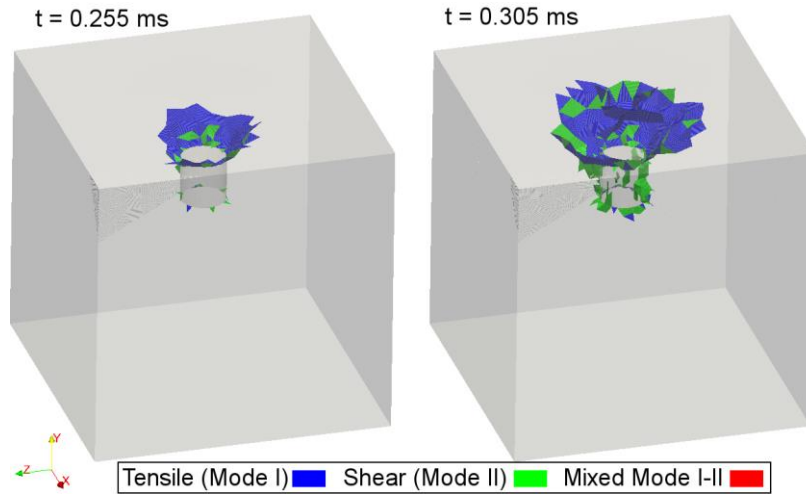 t = 0.255 ms
t = 0.305 ms
Y
Z
X
Tensile (Mode I) Shear (Mode II) Mixed Mode I-II